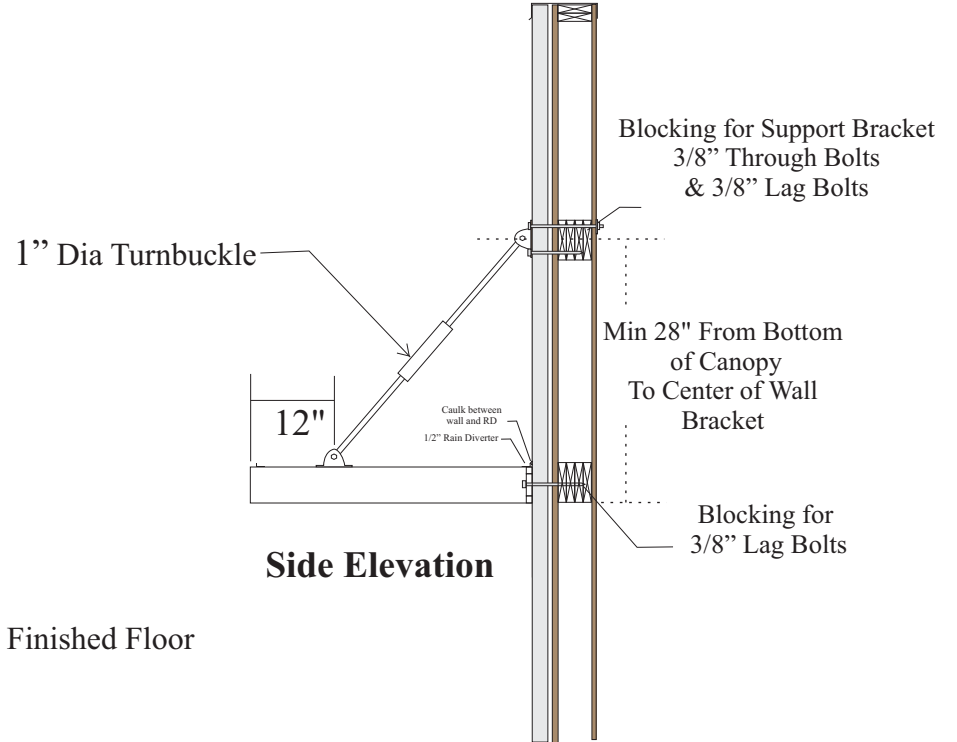 Blocking for Support Bracket
3/8” Through Bolts
& 3/8” Lag Bolts
1” Dia Turnbuckle
Min 28" From Bottom
of Canopy
To Center of Wall
Bracket
12"
Caulk between
wall and RD
1/2” Rain Diverter
Blocking for
3/8” Lag Bolts
Side Elevation
Finished Floor